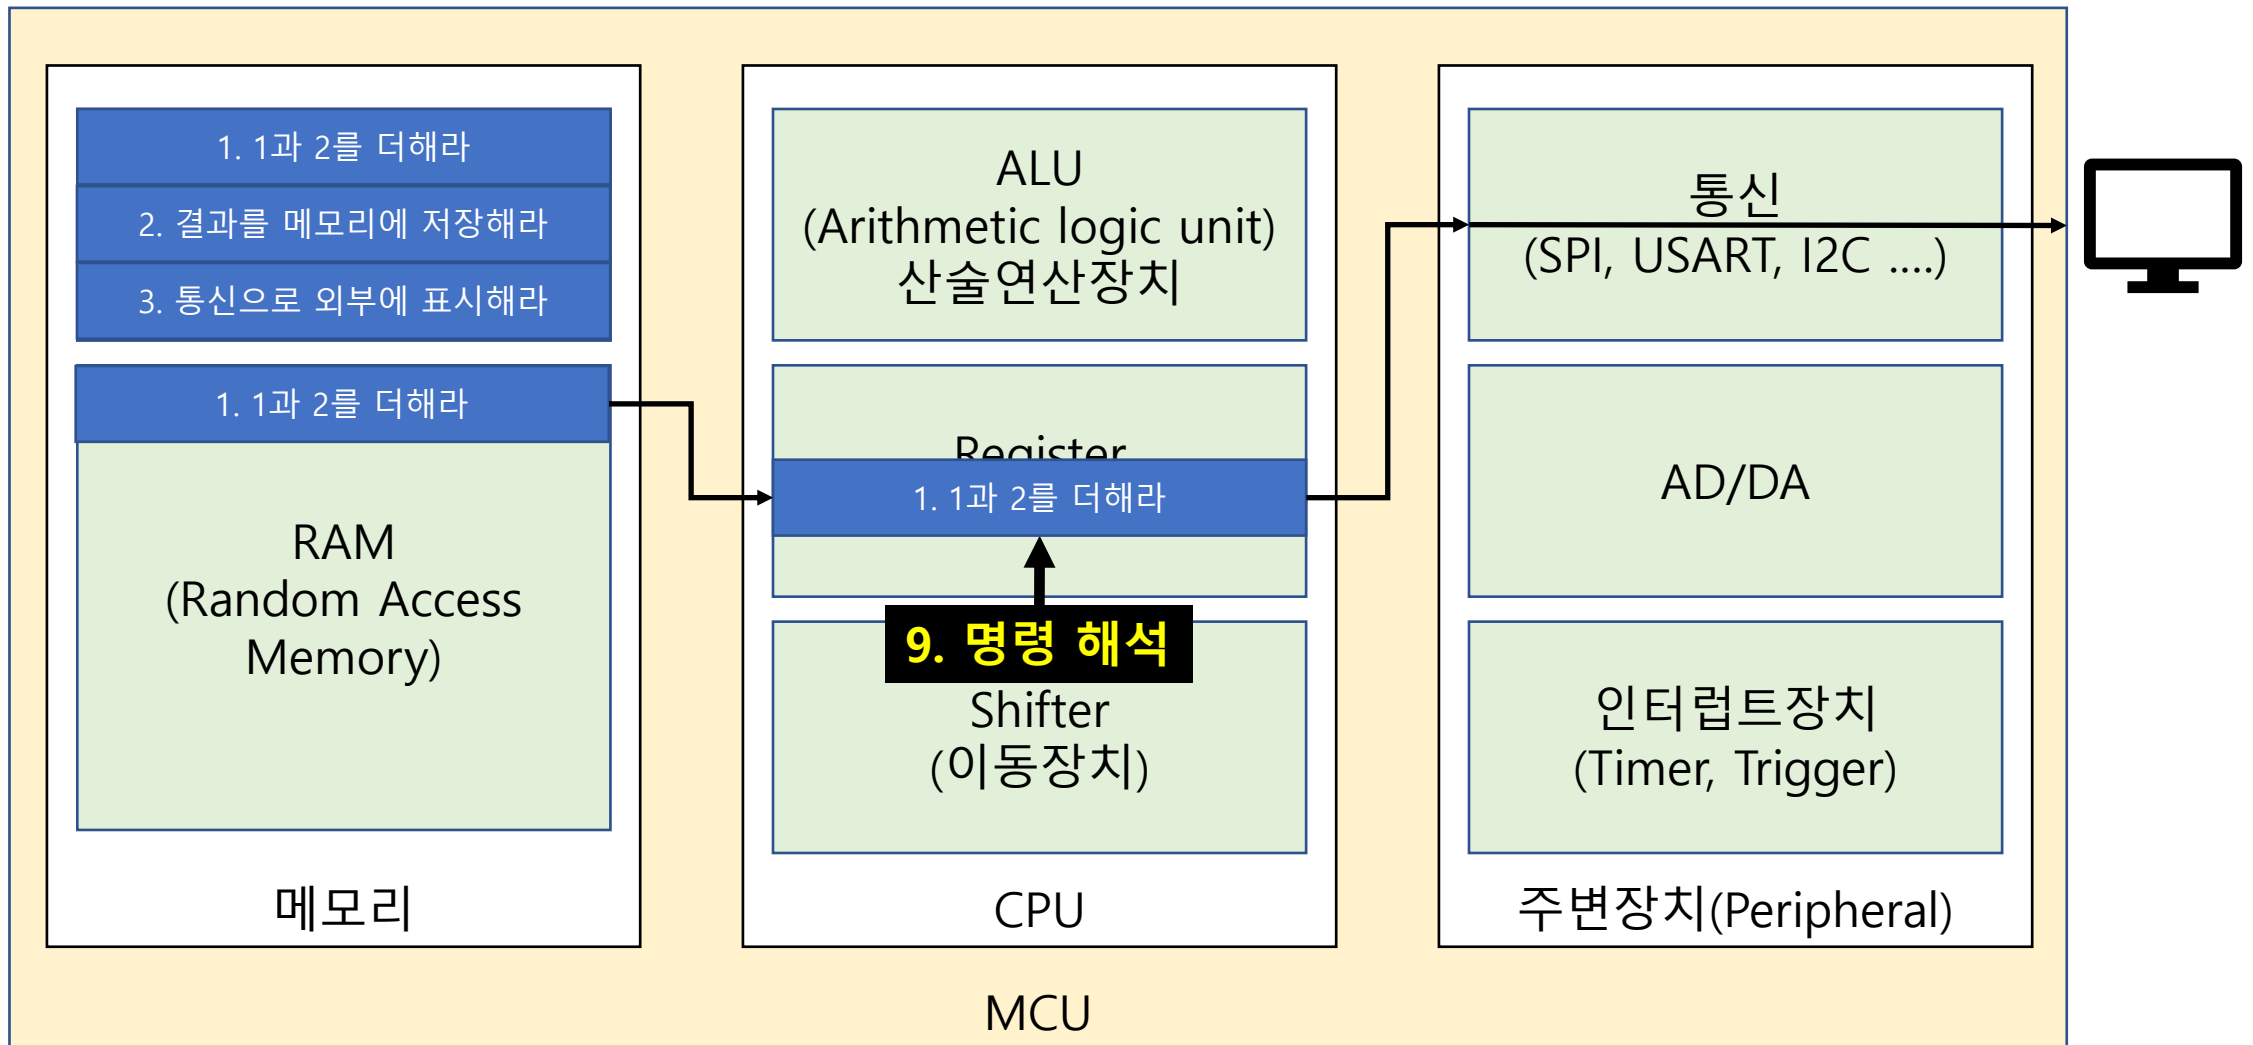 1. 1과 2를 더해라
2. 결과를 메모리에 저장해라
3. 통신으로 외부에 표시해라
1. 1과 2를 더해라
RAM
(Random Access
Memory)
메모리
ALU
(Arithmetic logic unit)
산술연산장치
Register
1. 1과 2를 더해라
9. 명령 해석
Shifter
(이동장치)
CPU
통신
(SPI, USART, I2C ....)
AD/DA
인터럽트장치
(Timer, Trigger)
주변장치(Peripheral)
MCU